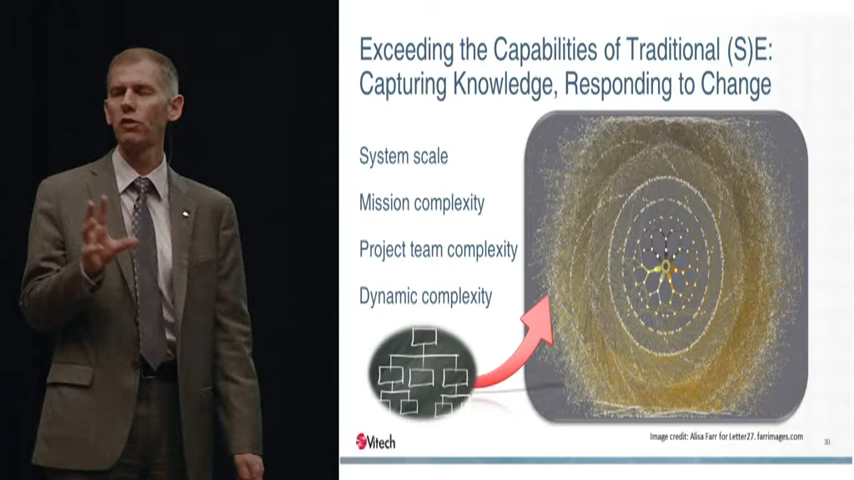 Exceeding the Capabilities of Traditional (S)E:
Capturing Knowledge, Responding to Change
System scale
Mission complexity
Project team complexity
Dynamic complexity
Vitech
Image credit: Alisa Farr for Letter27. farrimages.com
30